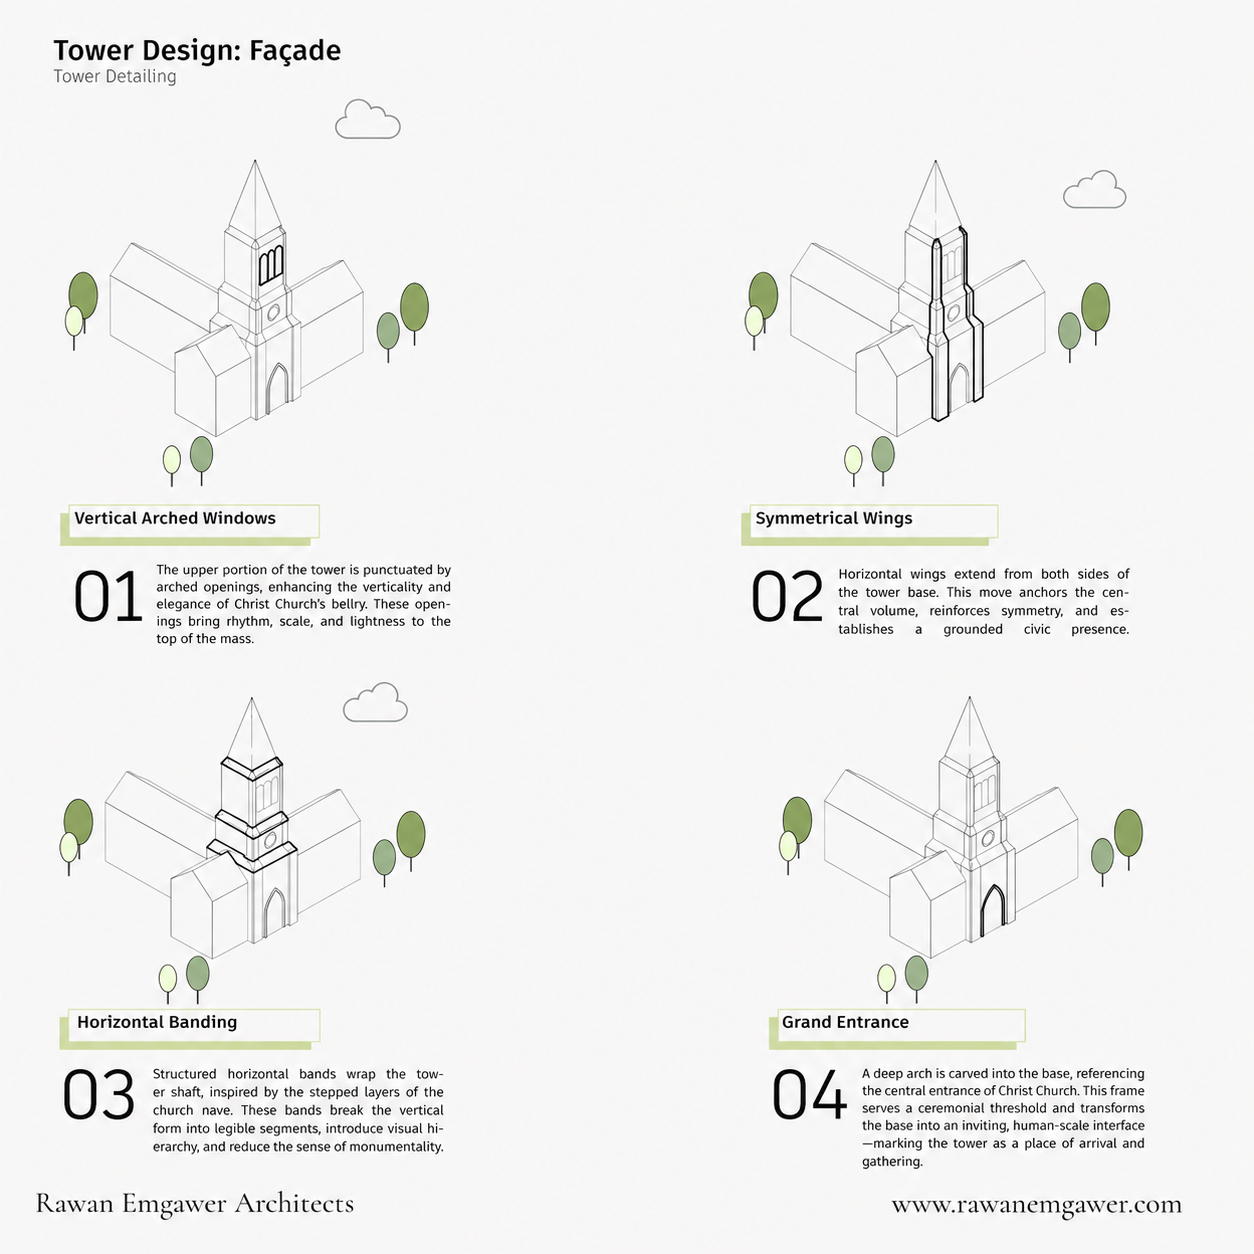 Tower Design: Façade
Tower Detailing
Vertical Arched Windows
01
The upper portion of the tower is punctuated by
arched openings, enhancing the verticality and
elegance of Christ Church's bellry. These open-
ings bring rhythm, scale, and lightness to the
top of the mass.
Symmetrical Wings
02
Horizontal wings extend from both sides of
the tower base. This move anchors the cen-
tral volume, reinforces symmetry, and es-
tablishes a grounded civic presence.
Horizontal Banding
03
Structured horizontal bands wrap the tow-
er shaft, inspired by the stepped layers of the
church nave. These bands break the vertical
form into legible segments, introduce visual hi-
erarchy, and reduce the sense of monumentality.
Grand Entrance
04
A deep arch is carved into the base, referencing
the central entrance of Christ Church. This frame
serves a ceremonial threshold and transforms
the base into an inviting, human-scale interface
—marking the tower as a place of arrival and
gathering.
Rawan Emgawer Architects
www.rawanemgawer.com